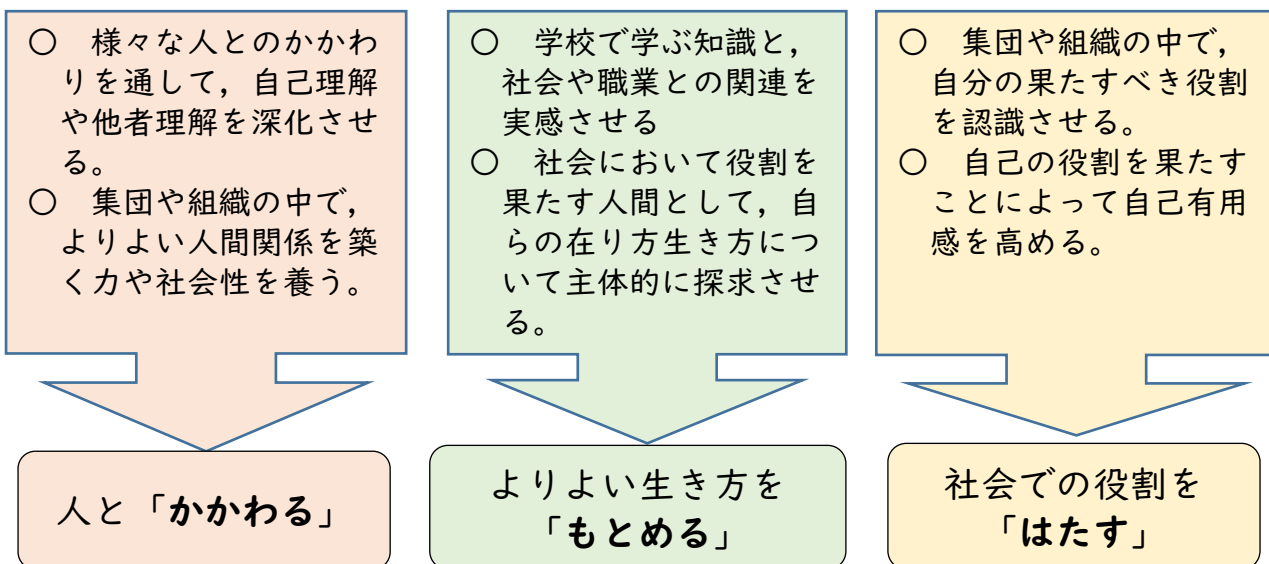 ○　様々な人とのかかわ
りを通して，自己理解
や他者理解を深化させ
る。
○　集団や組織の中で，
よりよい人間関係を築
く力や社会性を養う。
人と「かかわる」
○　学校で学ぶ知識と，
社会や職業との関連を
実感させる
○　社会において役割を
果たす人間として，自
らの在り方生き方につ
いて主体的に探求させ
る。
よりよい生き方を
「もとめる」
○　集団や組織の中で，
自分の果たすべき役割
を認識させる。
○　自己の役割を果たす
ことによって自己有用
感を高める。
社会での役割を
「はたす」